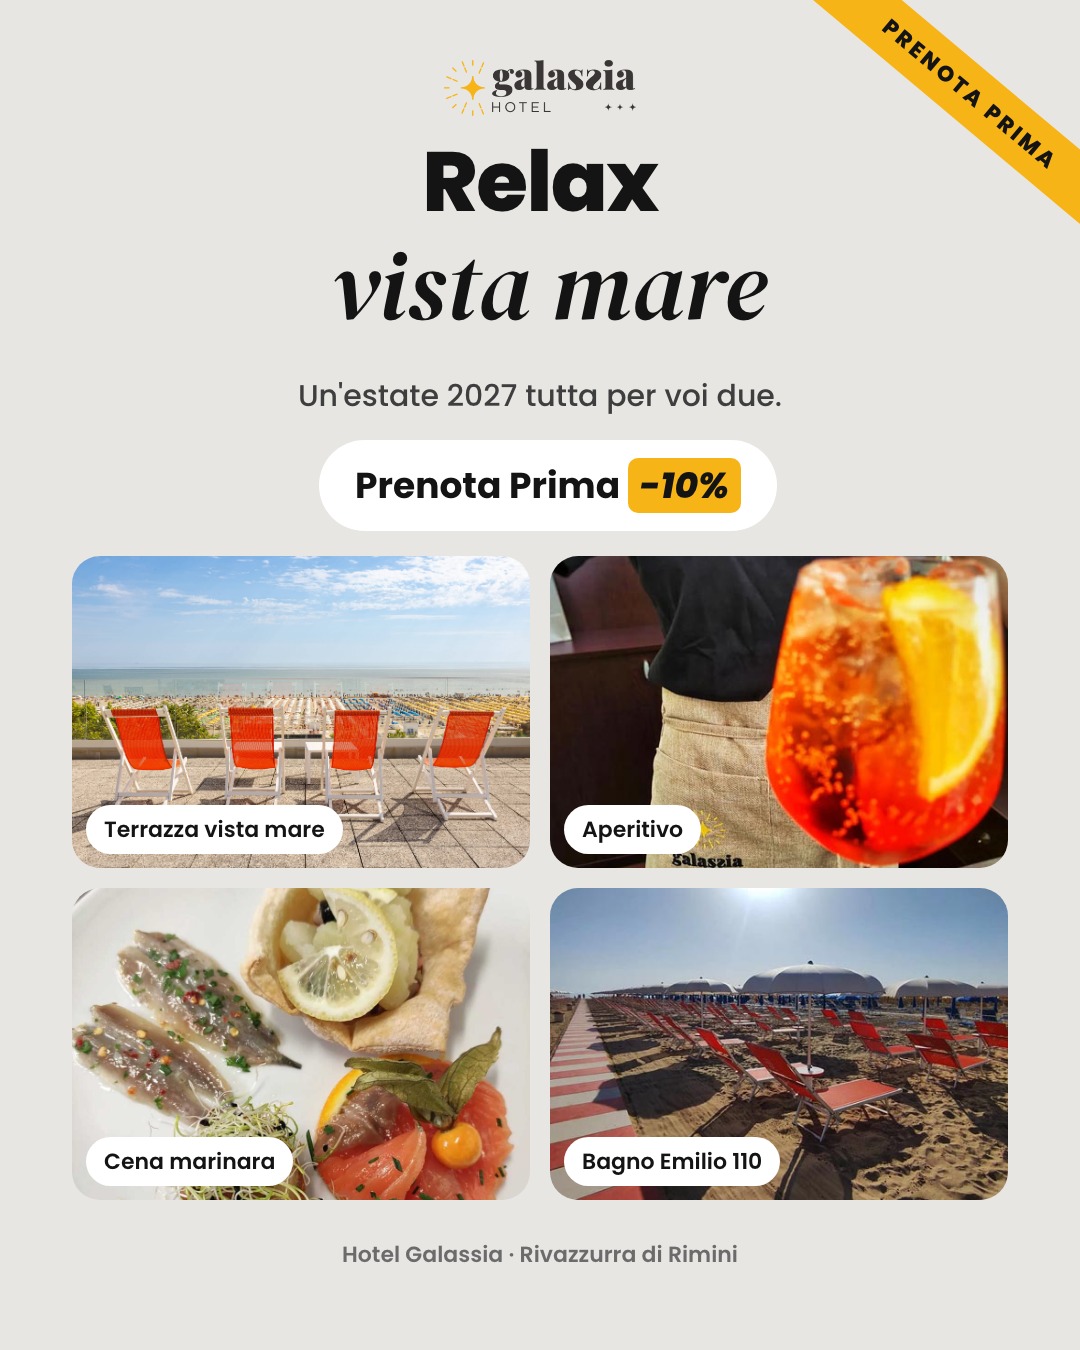 PRENOTA PRIMA
galassia
HOTEL
Relax
vista mare
Un'estate 2027 tutta per voi due.
Prenota Prima -10%
Terrazza vista mare
Aperitivo
galassia
Cena marinara
Bagno Emilio 110
Hotel Galassia · Rivazzurra di Rimini